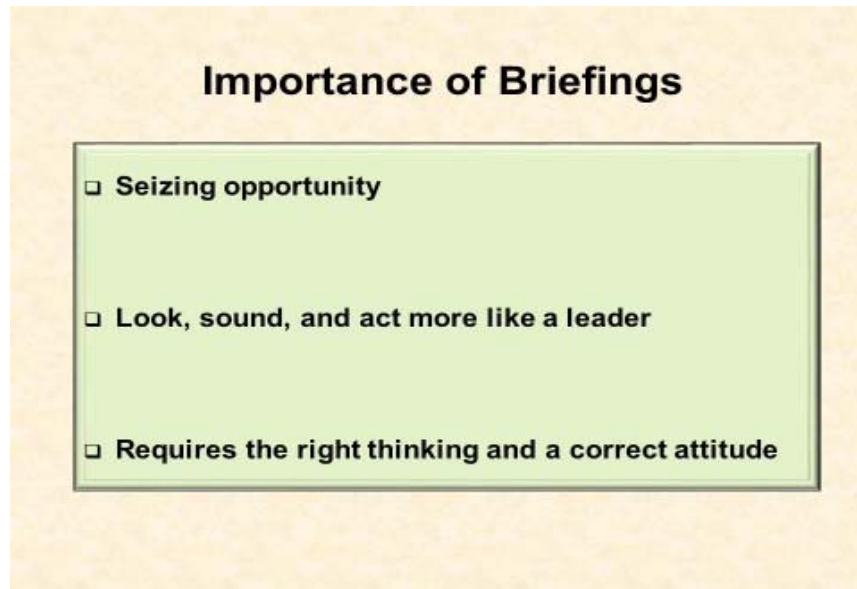 Importance of Briefings
❑ Seizing opportunity
❑ Look, sound, and act more like a leader
❑ Requires the right thinking and a correct attitude